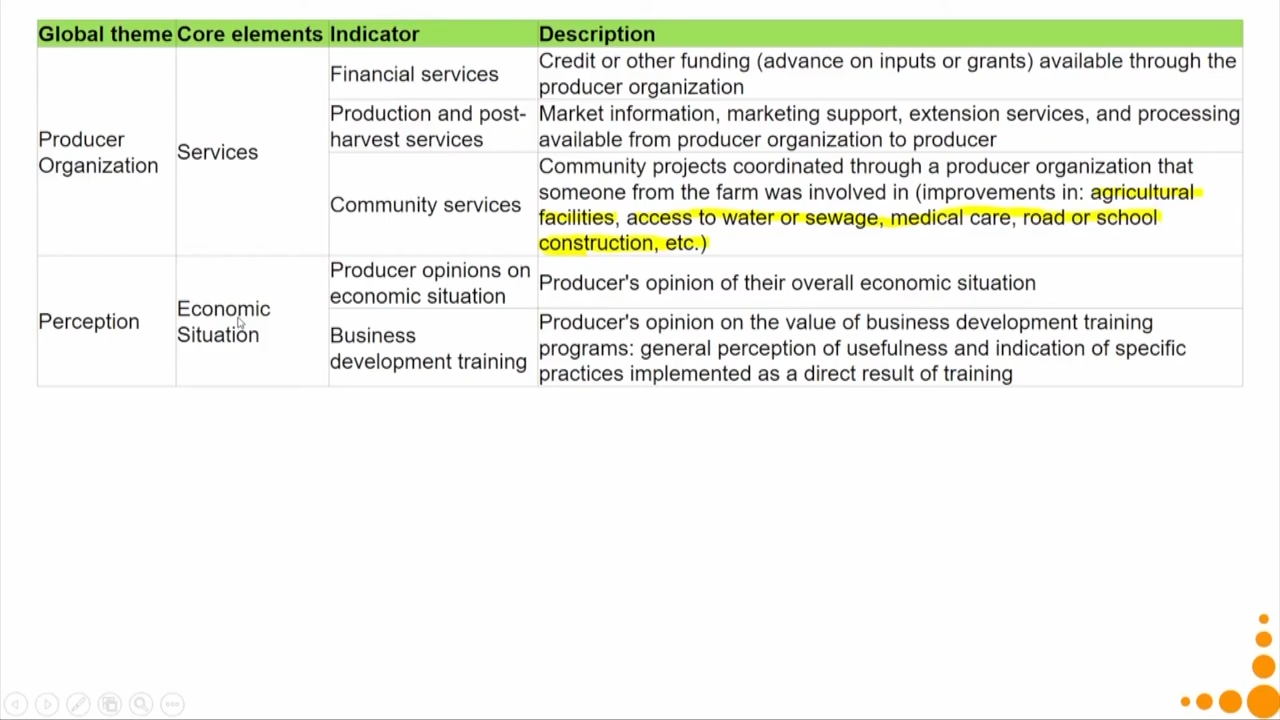 Global theme Core elements Indicator Description
Financial services
Credit or other funding (advance on inputs or grants) available through the
producer organization
Producer
Organization
Services
Production and post-
harvest services
Market information, marketing support, extension services, and processing
available from producer organization to producer
Community services
Community projects coordinated through a producer organization that
someone from the farm was involved in (improvements in: agricultural
facilities, access to water or sewage, medical care, road or school
construction, etc.)
Perception
Economic
Situation
Producer opinions on
economic situation
Producer's opinion of their overall economic situation
Business
development training
Producer's opinion on the value of business development training
programs: general perception of usefulness and indication of specific
practices implemented as a direct result of training